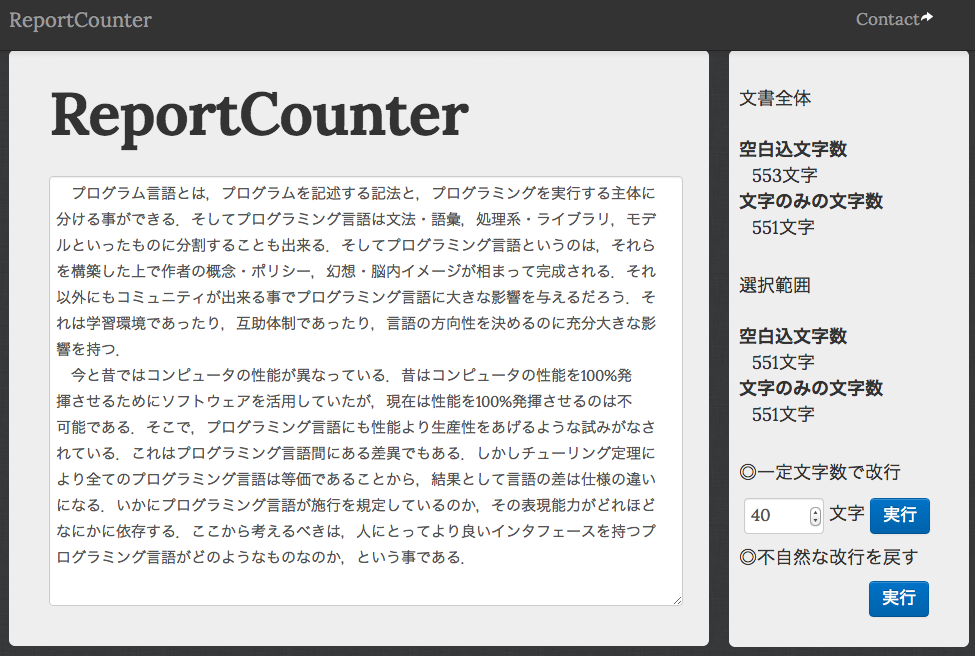 ReportCounter
Contact
ReportCounter
　プログラム言語とは，プログラムを記述する記法と，プログラミングを実行する主体に
分ける事ができる．そしてプログラミング言語は文法・語彙，処理系・ライブラリ，モデ
ルといったものに分割することも出来る．そしてプログラミング言語というのは，それら
を構築した上で作者の概念・ポリシー，幻想・脳内イメージが相まって完成される．それ
以外にもコミュニティが出来る事でプログラミング言語に大きな影響を与えるだろう．そ
れは学習環境であったり，互助体制であったり，言語の方向性を決めるのに充分大きな影
響を持つ．
　今と昔ではコンピュータの性能が異なっている．昔はコンピュータの性能を100%発
揮させるためにソフトウェアを活用していたが，現在は性能を100%発揮させるのは不
可能である．そこで，プログラミング言語にも性能より生産性をあげるような試みがなさ
れている．これはプログラミング言語間にある差異でもある．しかしチューリング定理に
より全てのプログラミング言語は等価であることから，結果として言語の差は仕様の違い
になる．いかにプログラミング言語が施行を規定しているのか，その表現能力がどれほど
なにかに依存する．ここから考えるべきは，人にとってより良いインタフェースを持つプ
ログラミング言語がどのようなものなのか，という事である．
文書全体
空白込文字数
553文字
文字のみの文字数
551文字
選択範囲
空白込文字数
551文字
文字のみの文字数
551文字
◎一定文字数で改行
40 文字 実行
◎不自然な改行を戻す
実行